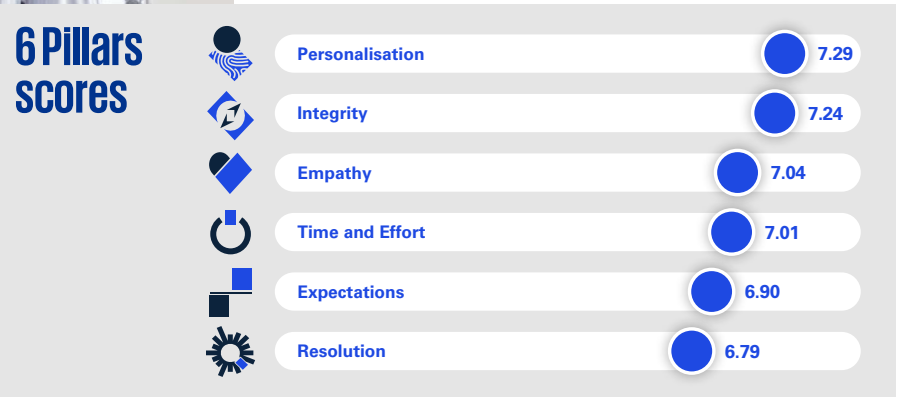 6 Pillars
scores
Personalisation 7.29
Integrity 7.24
Empathy 7.04
Time and Effort 7.01
Expectations 6.90
Resolution 6.79